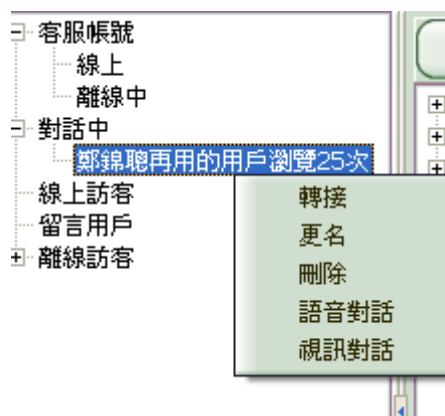 客服帳號
線上
離線中
對話中
鄭錦聰再用的用戶瀏覽25次
線上訪客
留言用戶
離線訪客
轉接
更名
刪除
語音對話
視訊對話